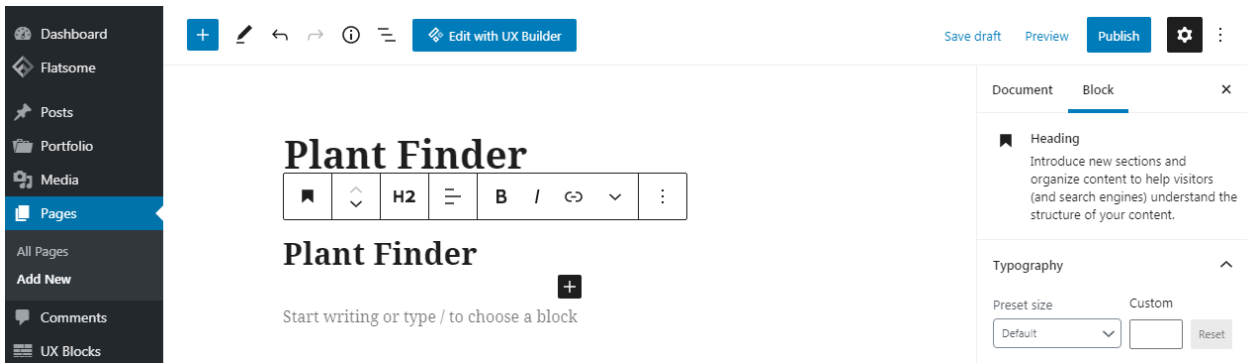 Dashboard
Flatsome
Posts
Portfolio
Media
Pages
All Pages
Add New
Comments
UX Blocks
Edit with UX Builder
Save draft
Preview
Publish
Plant Finder
H2
B I
Plant Finder
Start writing or type / to choose a block
Document Block
Heading
Introduce new sections and
organize content to help visitors
(and search engines) understand the
structure of your content.
Typography
Preset size
Custom
Default
Reset